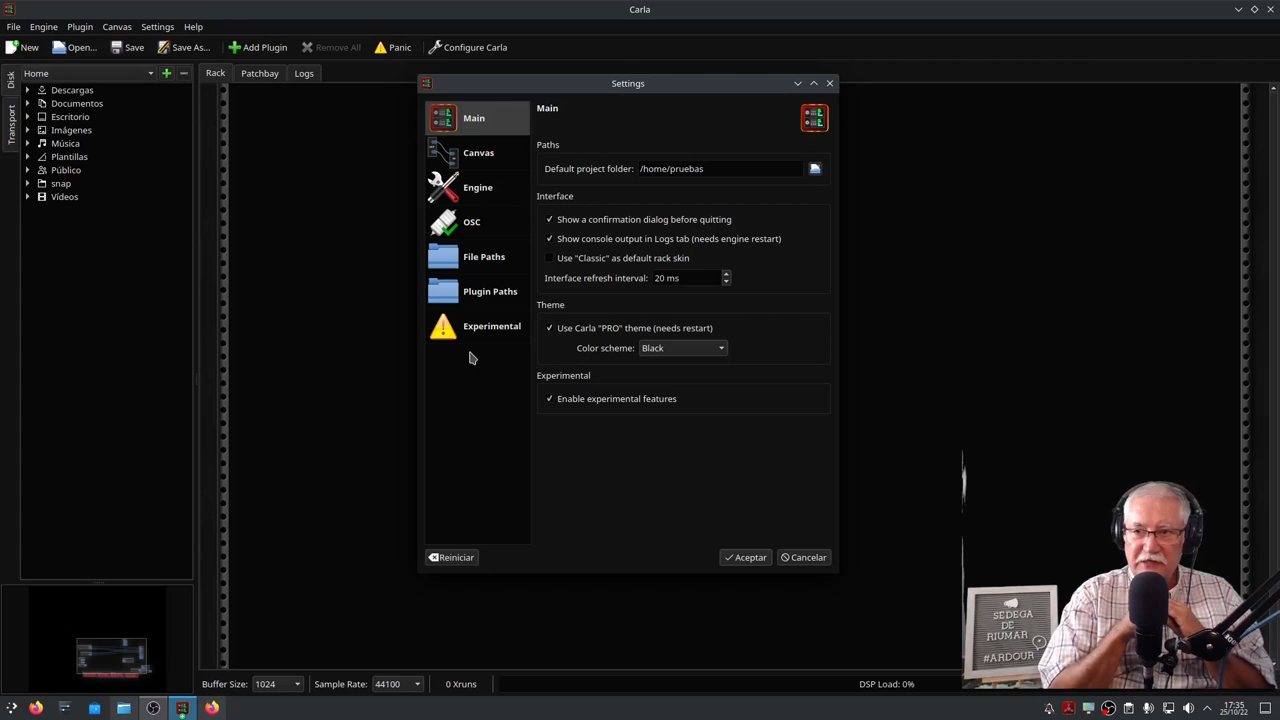 Carla
File Engine Plugin Canvas Settings Help
New Open... Save Save As... Add Plugin Remove All Panic Configure Carla
Disk
Transport
Home
Descargas
Documentos
Escritorio
Imágenes
Música
Plantillas
Público
snap
Vídeos
Rack Patchbay Logs
Settings
Main
Canvas
Engine
OSC
File Paths
Plugin Paths
Experimental
Main
Paths
Default project folder: /home/pruebas
Interface
Show a confirmation dialog before quitting
Show console output in Logs tab (needs engine restart)
Use "Classic" as default rack skin
Interface refresh interval: 20 ms
Theme
Use Carla "PRO" theme (needs restart)
Color scheme: Black
Experimental
Enable experimental features
Reiniciar Aceptar Cancelar
SEDEGA
DE
RIUMAR
#ARDOUR
Buffer Size: 1024 Sample Rate: 44100 0 Xruns DSP Load: 0%
17:35
25/10/22